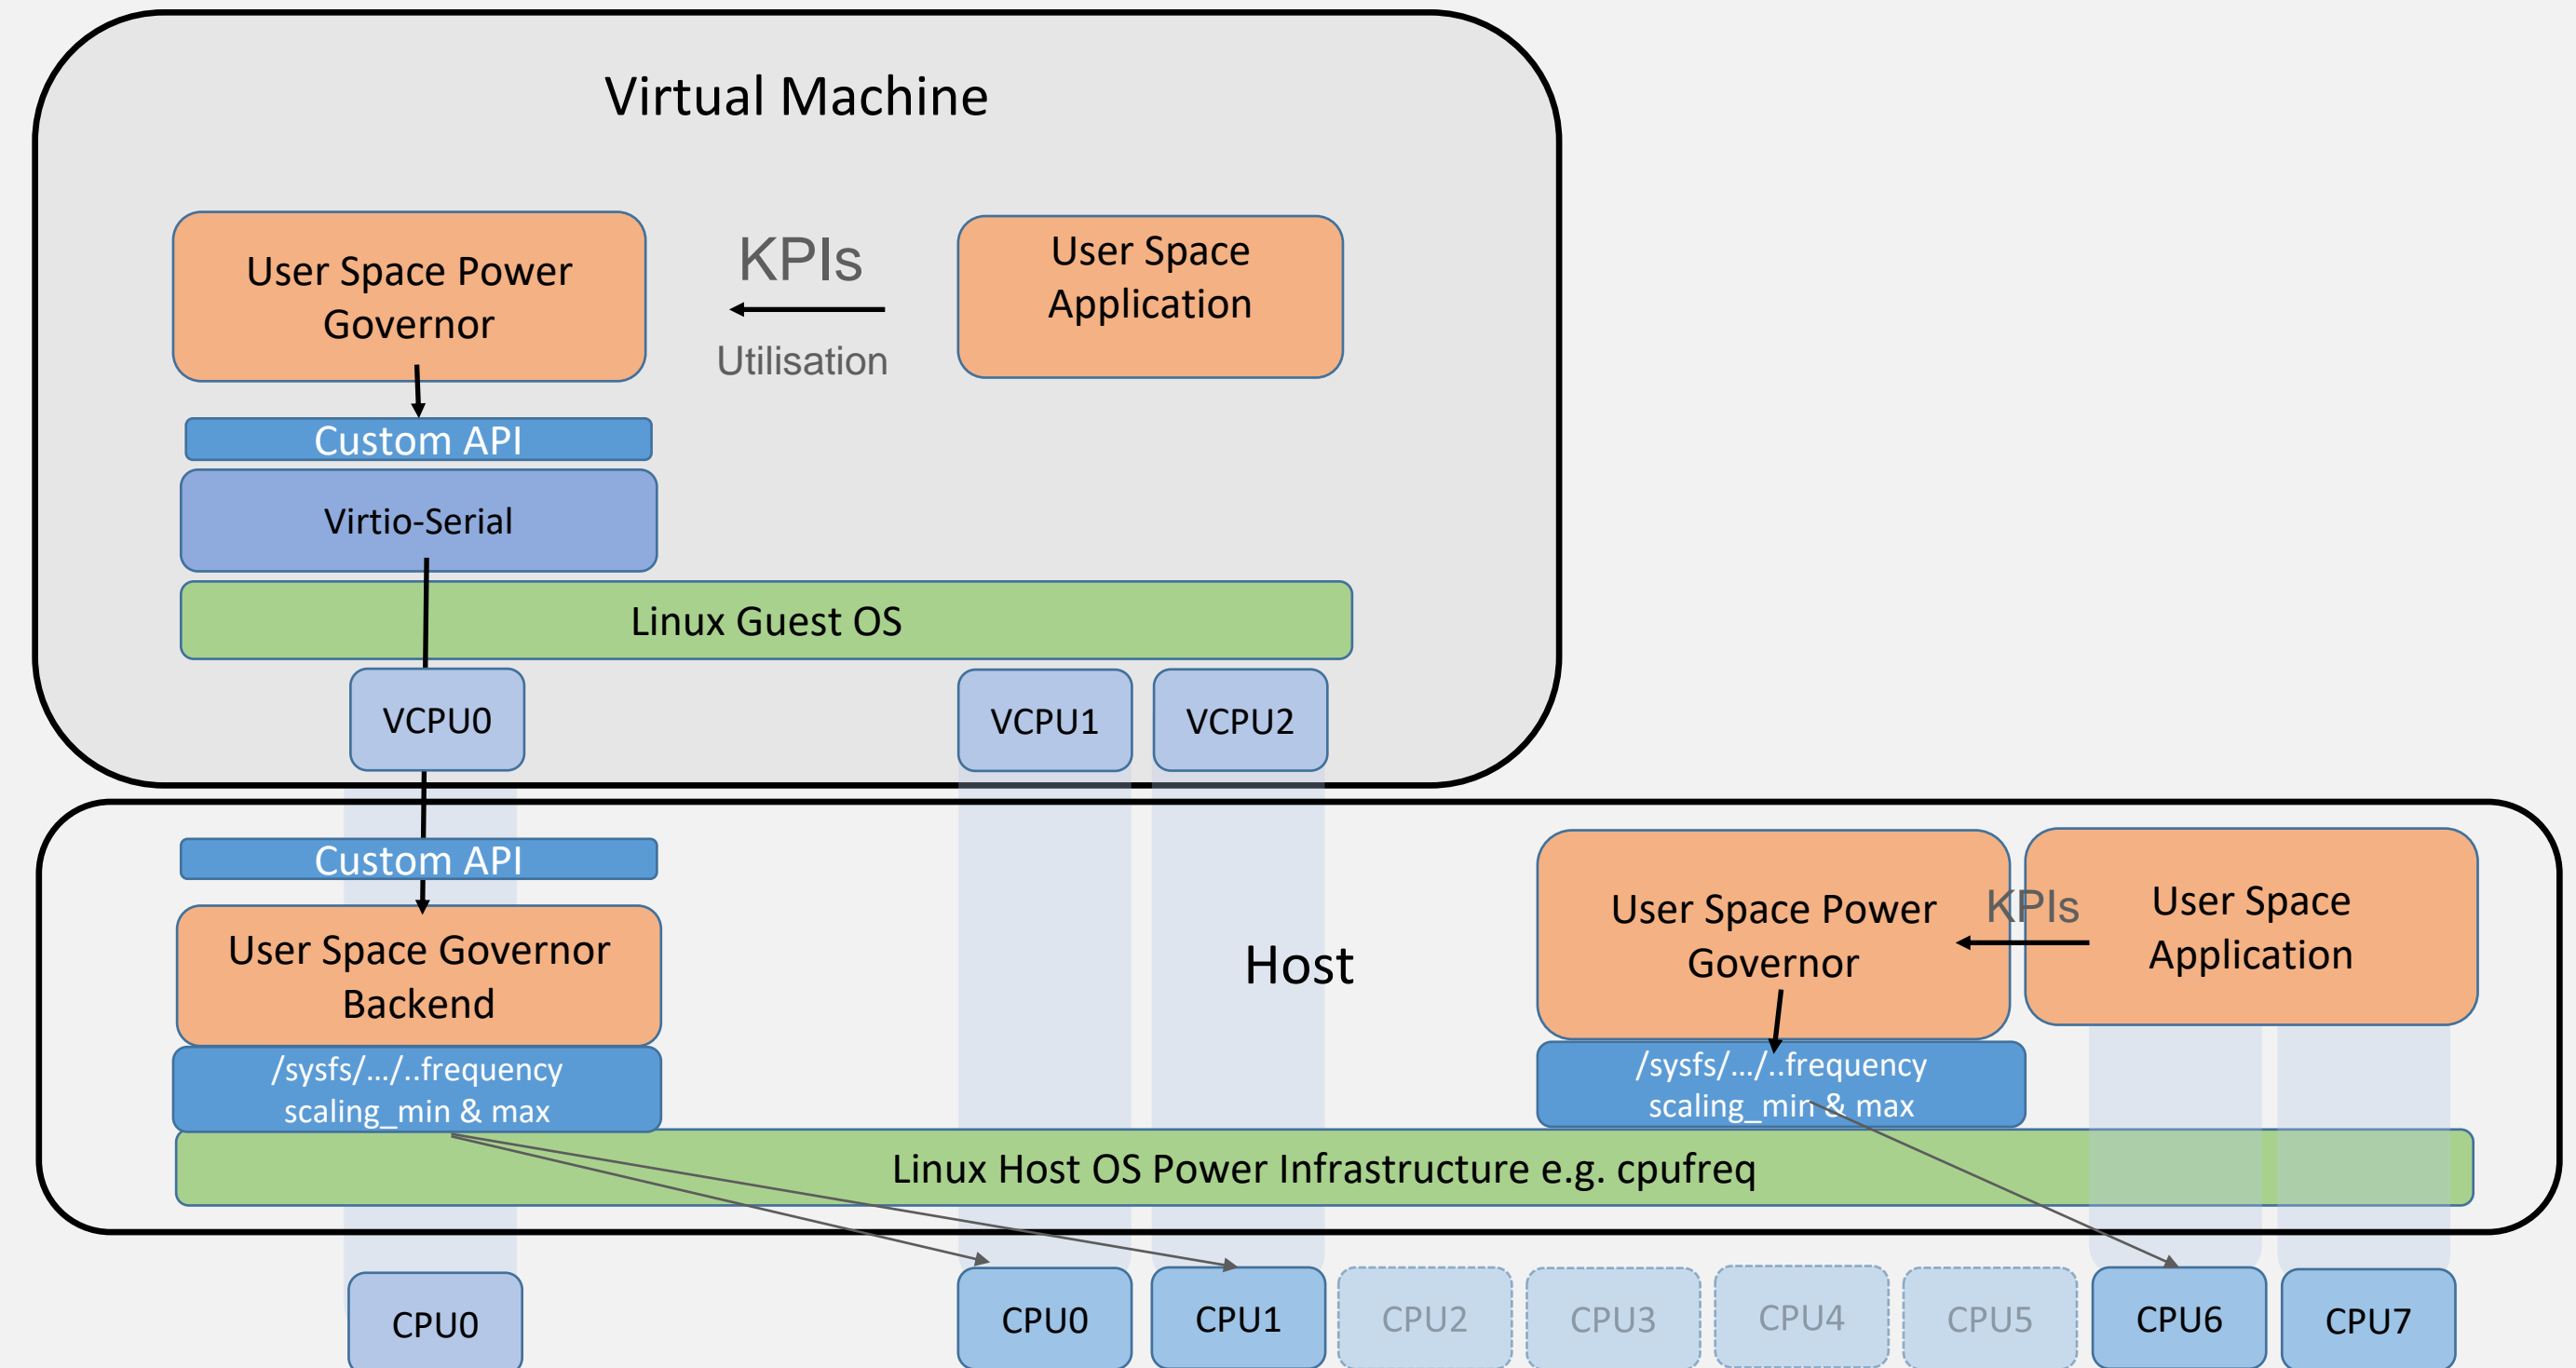 Virtual Machine
User Space Power
Governor
KPIs
Utilisation
User Space
Application
Custom API
Virtio-Serial
Linux Guest OS
VCPU0
VCPU1
VCPU2
Custom API
User Space Governor
Backend
/sysfs/…/..frequency
scaling_min & max
Host
User Space Power
Governor
KPIs
User Space
Application
/sysfs/…/..frequency
scaling_min & max
Linux Host OS Power Infrastructure e.g. cpufreq
CPU0
CPU0
CPU1
CPU2
CPU3
CPU4
CPU5
CPU6
CPU7